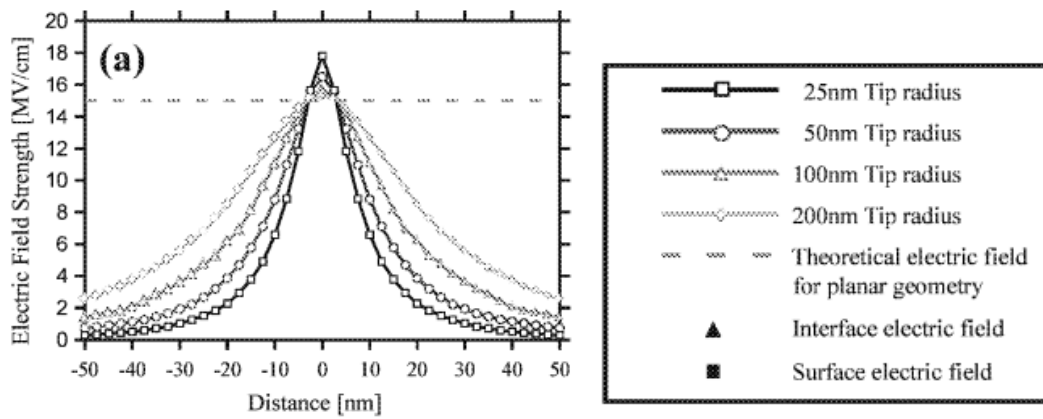 (a)
Electric Field Strength [MV/cm]
20
18
16
14
12
10
8
6
4
2
0
-50 -40 -30 -20 -10 0 10 20 30 40 50
Distance [nm]
25nm Tip radius
50nm Tip radius
100nm Tip radius
200nm Tip radius
Theoretical electric field
for planar geometry
Interface electric field
Surface electric field